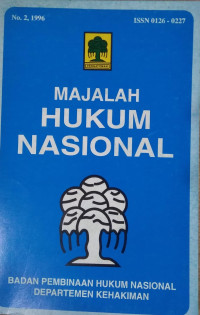 No. 2, 1996
ISSN 0126 - 0227
MAJALAH
HUKUM
NASIONAL
BADAN PEMBINAAN HUKUM NASIONAL
DEPARTEMEN KEHAKIMAN